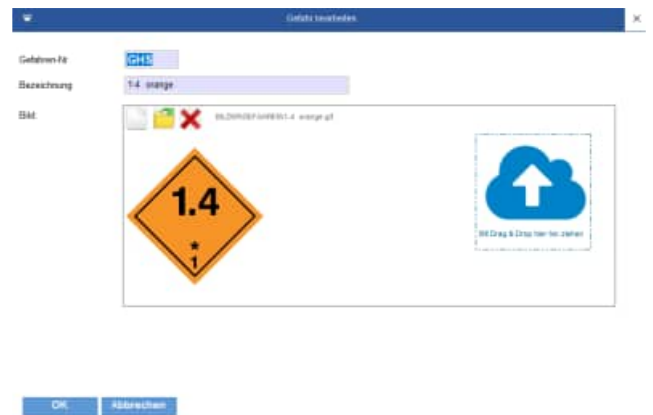 Gefahr bearbeiten
Gefahren-Nr
GHS
Bezeichnung
1.4 orange
Bild
1.4
*
1
Bild Drag & Drop hier hin ziehen
OK
Abbrechen